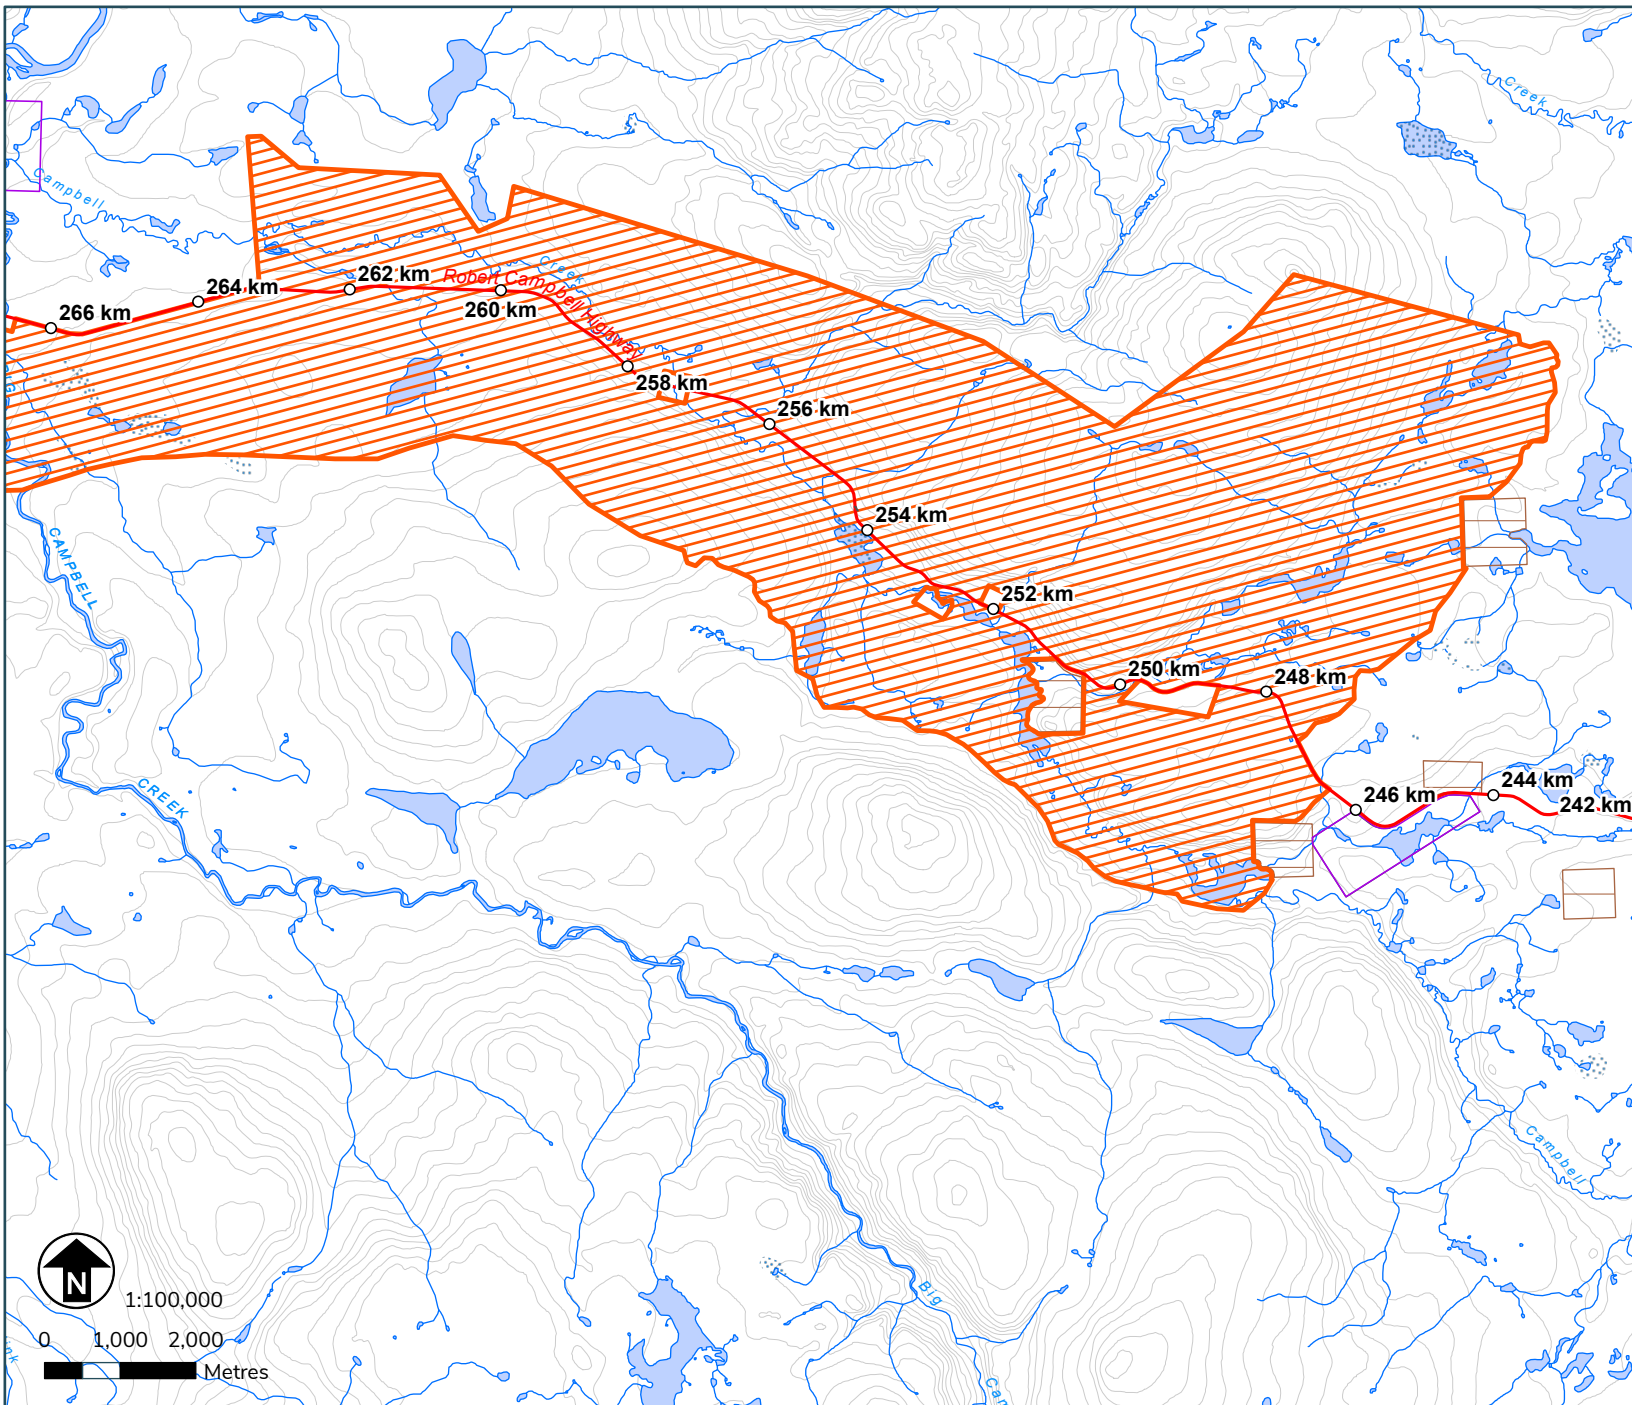 Creek
Campbell
Creek
262 km
Robert Campbell Highway
264 km
266 km
260 km
258 km
256 km
254 km
CAMPBELL
252 km
250 km
248 km
244 km
CREEK
246 km
242 km
Campbell
Big
N
1:100,000
0 1,000 2,000
Metres